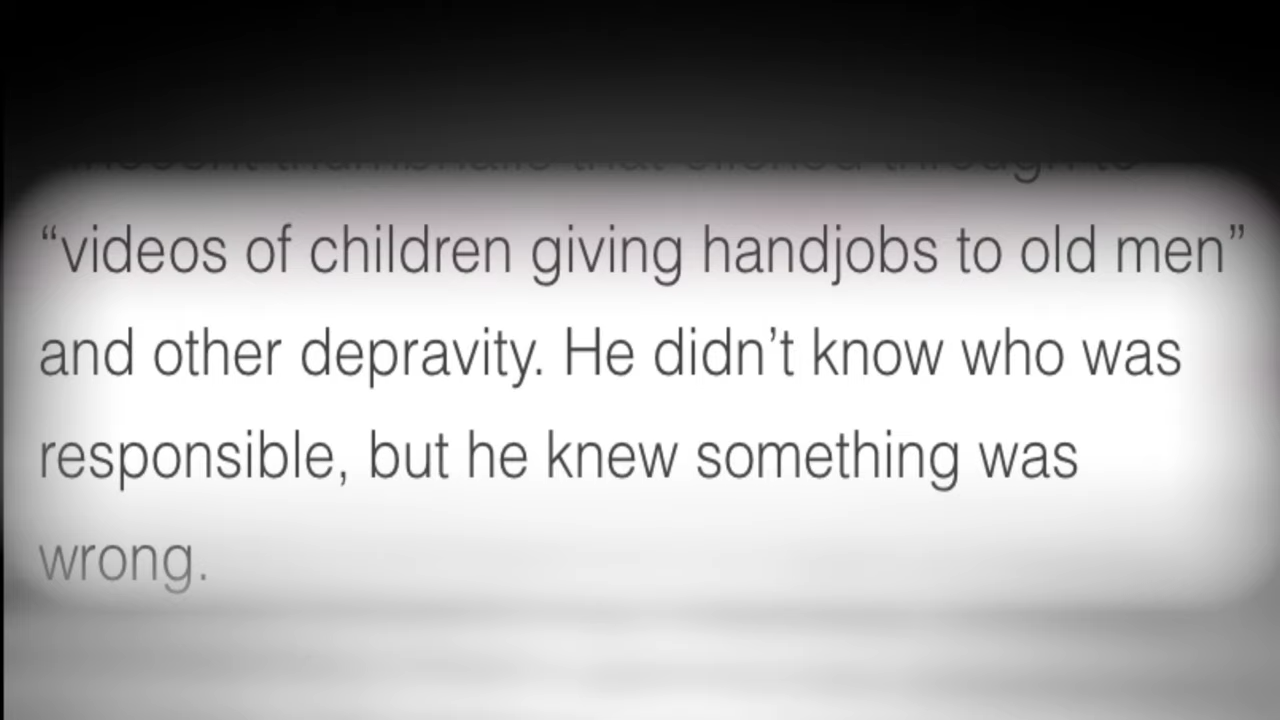 “videos of children giving handjobs to old men”
and other depravity. He didn’t know who was
responsible, but he knew something was
wrong.